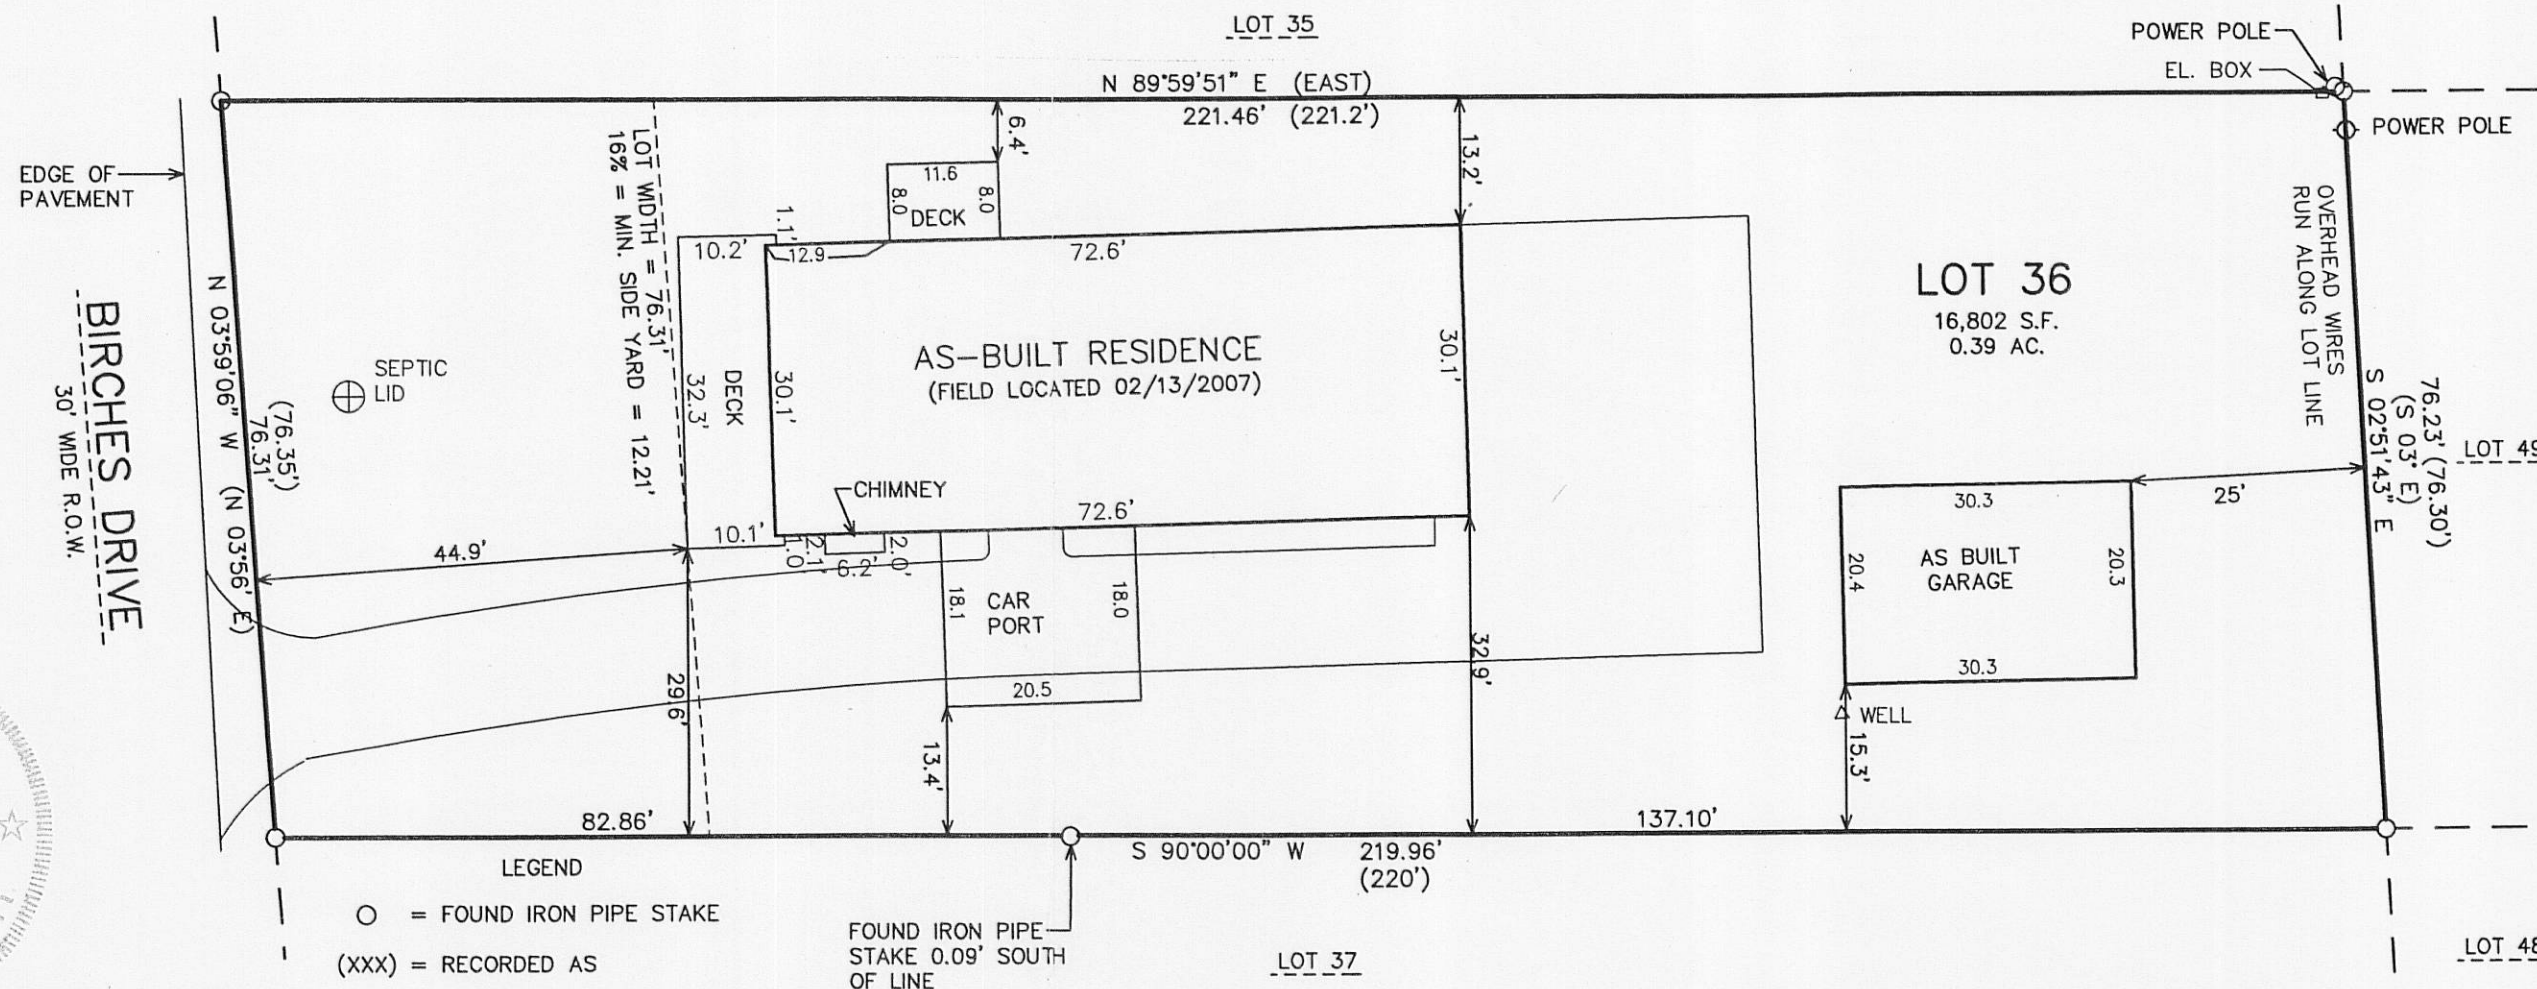 LOT 35
POWER POLE
EL. BOX
N 89°59'51" E (EAST)
221.46' (221.2')
POWER POLE
EDGE OF
PAVEMENT
6.4'
13.2'
LOT WIDTH = 76.31'
16% = MIN. SIDE YARD = 12.21'
11.6
8.0
8.0
DECK
1.1'
10.2'
12.9
72.6'
OVERHEAD WIRES
RUN ALONG LOT LINE
LOT 36
16,802 S.F.
0.39 AC.
BIRCHES DRIVE
30' WIDE R.O.W.
N 03°59'06" W (N 03°56' E)
(76.35')
76.31'
SEPTIC
LID
DECK
32.3'
30.1'
AS-BUILT RESIDENCE
(FIELD LOCATED 02/13/2007)
30.1'
76.23' (76.30')
(S 03° E)
S 02°51'43" E
LOT 49
CHIMNEY
72.6'
10.1'
1.0'
2.1'
6.2'
2.0'
44.9'
30.3
25'
20.4
AS BUILT
GARAGE
20.3
30.3
18.1
CAR
PORT
18.0
20.5
29.6'
32.9'
13.4'
WELL
15.3'
82.86'
137.10'
S 90°00'00" W 219.96'
(220')
LEGEND
= FOUND IRON PIPE STAKE
(XXX) = RECORDED AS
FOUND IRON PIPE
STAKE 0.09' SOUTH
OF LINE
LOT 37
LOT 48